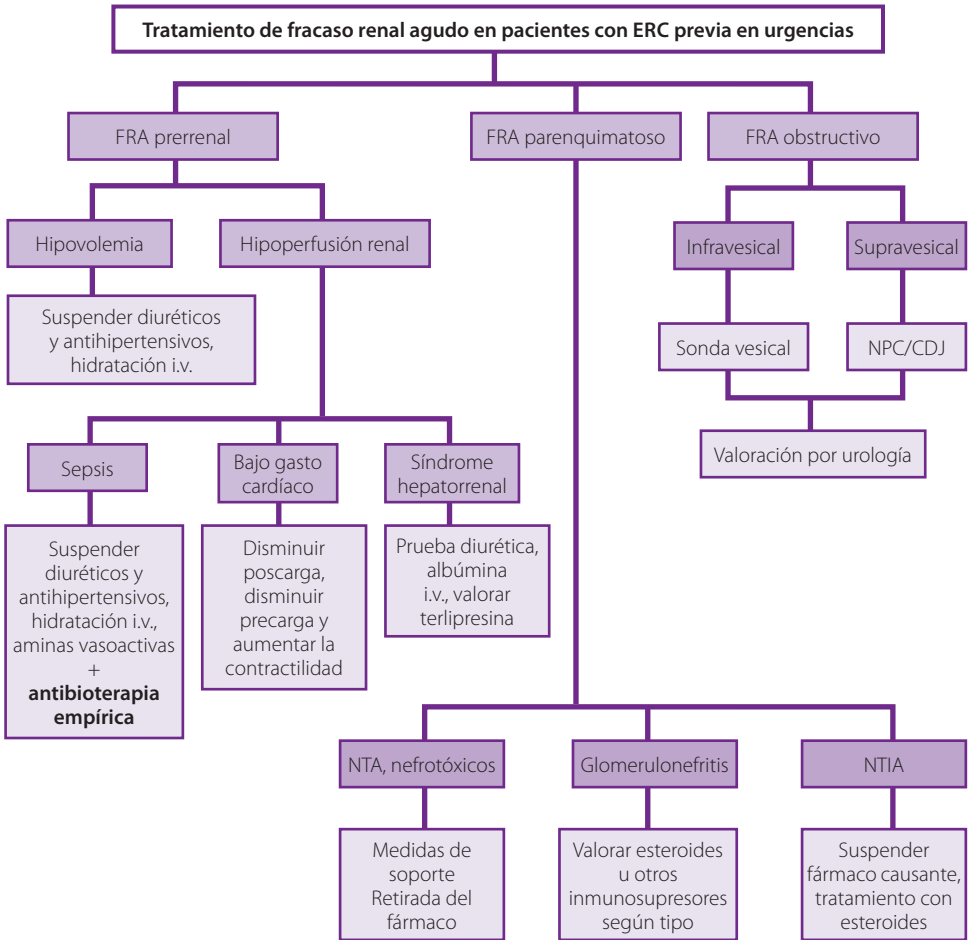 Tratamiento de fracaso renal agudo en pacientes con ERC previa en urgencias
FRA prerrenal
FRA parenquimatoso
FRA obstructivo
Hipovolemia
Hipoperfusión renal
Infravesical
Supravesical
Suspender diuréticos
y antihipertensivos,
hidratación i.v.
Sonda vesical
NPC/CDJ
Valoración por urología
Sepsis
Bajo gasto
cardíaco
Síndrome
hepatorrenal
Suspender
diuréticos y
antihipertensivos,
hidratación i.v.,
aminas vasoactivas
+
antibioterapia
empírica
Disminuir
poscarga,
disminuir
precarga y
aumentar la
contractilidad
Prueba diurética,
albúmina
i.v., valorar
terlipresina
NTA, nefrotóxicos
Glomerulonefritis
NTIA
Medidas de
soporte
Retirada del
fármaco
Valorar esteroides
u otros
inmunosupresores
según tipo
Suspender
fármaco causante,
tratamiento con
esteroides